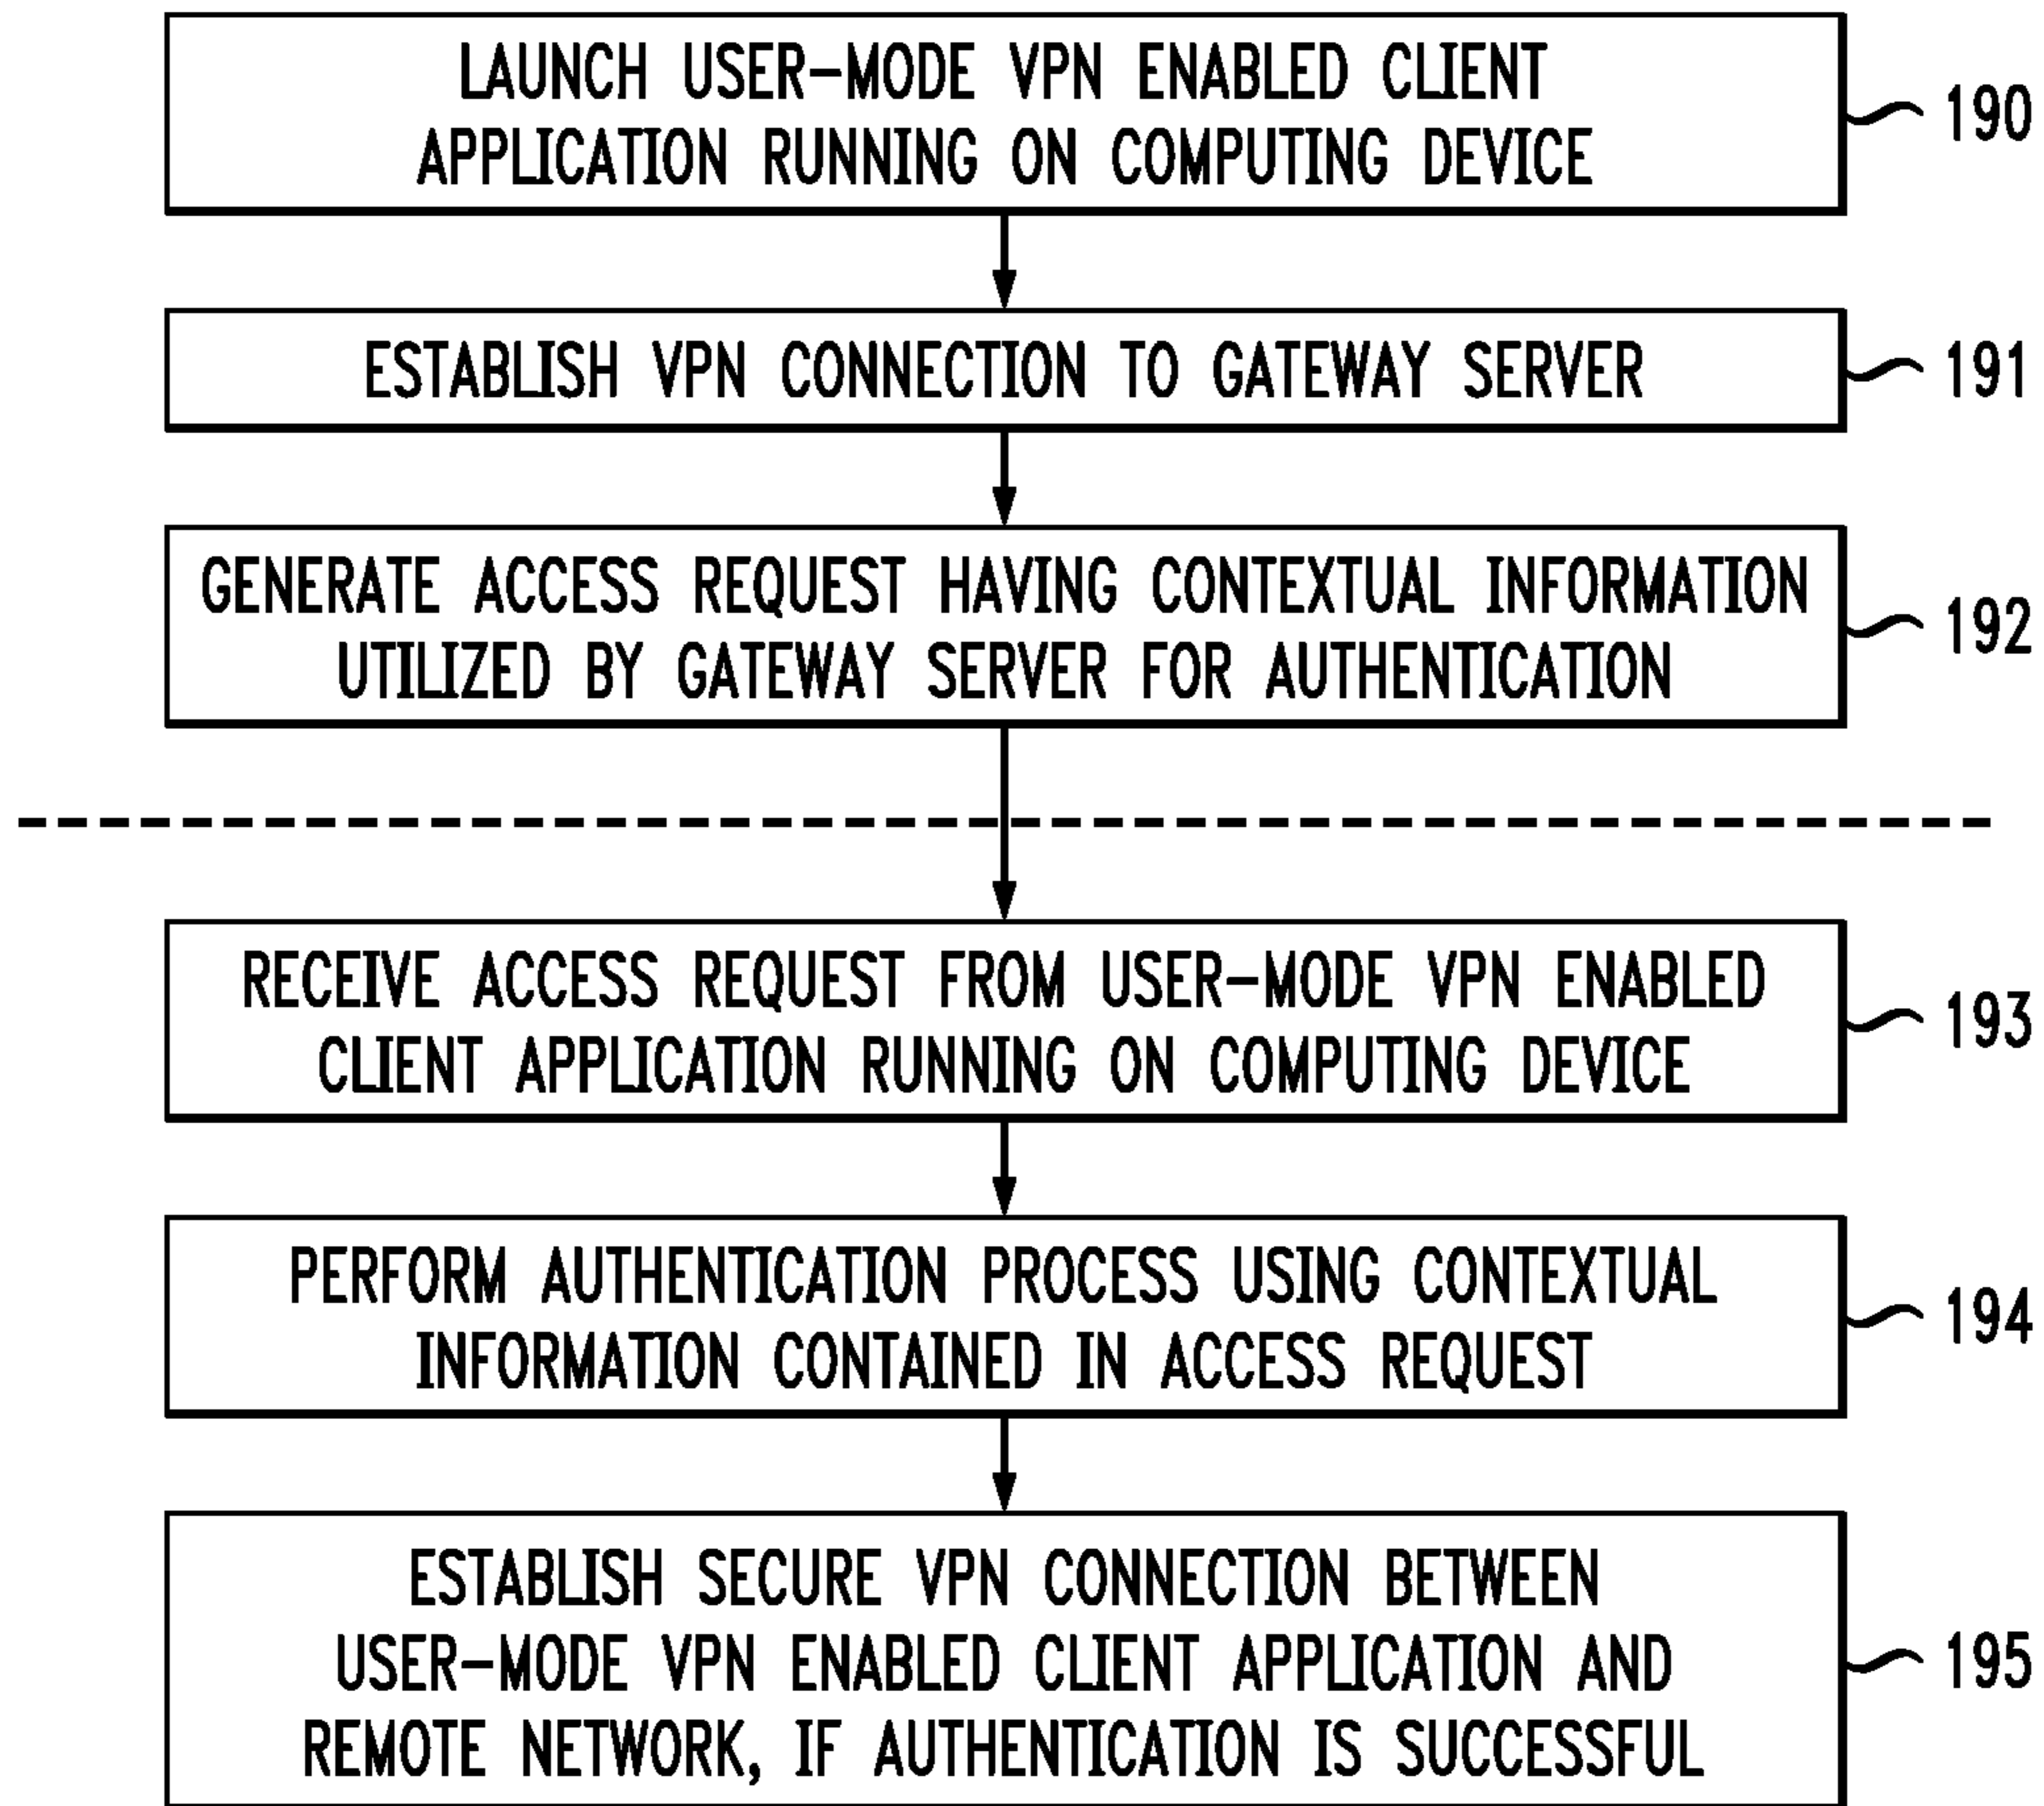 LAUNCH USER-MODE VPN ENABLED CLIENT
APPLICATION RUNNING ON COMPUTING DEVICE
190
ESTABLISH VPN CONNECTION TO GATEWAY SERVER
191
GENERATE ACCESS REQUEST HAVING CONTEXTUAL INFORMATION
UTILIZED BY GATEWAY SERVER FOR AUTHENTICATION
192
RECEIVE ACCESS REQUEST FROM USER-MODE VPN ENABLED
CLIENT APPLICATION RUNNING ON COMPUTING DEVICE
193
PERFORM AUTHENTICATION PROCESS USING CONTEXTUAL
INFORMATION CONTAINED IN ACCESS REQUEST
194
ESTABLISH SECURE VPN CONNECTION BETWEEN
USER-MODE VPN ENABLED CLIENT APPLICATION AND
REMOTE NETWORK, IF AUTHENTICATION IS SUCCESSFUL
195